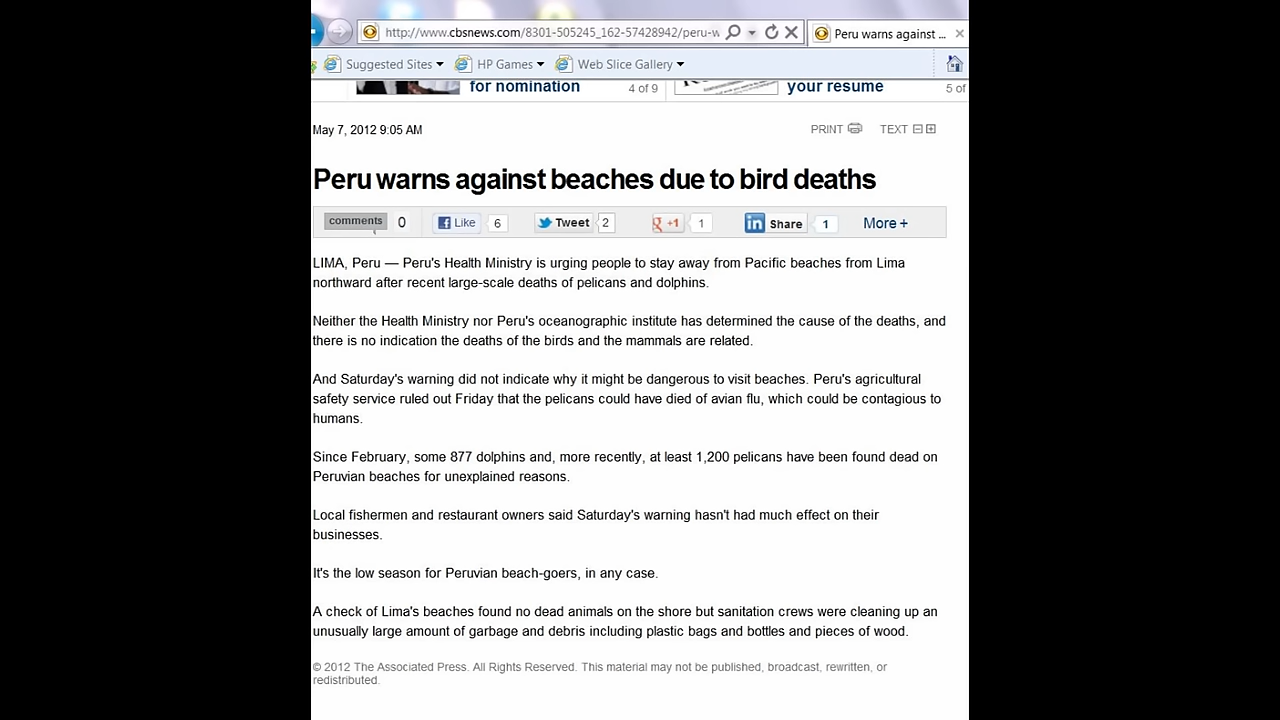 http://www.cbsnews.com/8301-505245_162-57428942/peru-w
Peru warns against ...
Suggested Sites
HP Games
Web Slice Gallery
for nomination
4 of 9
your resume
5 of
May 7, 2012 9:05 AM
PRINT
TEXT
Peru warns against beaches due to bird deaths
comments 0
Like 6
Tweet 2
+1 1
in Share 1
More +
LIMA, Peru — Peru's Health Ministry is urging people to stay away from Pacific beaches from Lima
northward after recent large-scale deaths of pelicans and dolphins.
Neither the Health Ministry nor Peru's oceanographic institute has determined the cause of the deaths, and
there is no indication the deaths of the birds and the mammals are related.
And Saturday's warning did not indicate why it might be dangerous to visit beaches. Peru's agricultural
safety service ruled out Friday that the pelicans could have died of avian flu, which could be contagious to
humans.
Since February, some 877 dolphins and, more recently, at least 1,200 pelicans have been found dead on
Peruvian beaches for unexplained reasons.
Local fishermen and restaurant owners said Saturday's warning hasn't had much effect on their
businesses.
It's the low season for Peruvian beach-goers, in any case.
A check of Lima's beaches found no dead animals on the shore but sanitation crews were cleaning up an
unusually large amount of garbage and debris including plastic bags and bottles and pieces of wood.
© 2012 The Associated Press. All Rights Reserved. This material may not be published, broadcast, rewritten, or
redistributed.